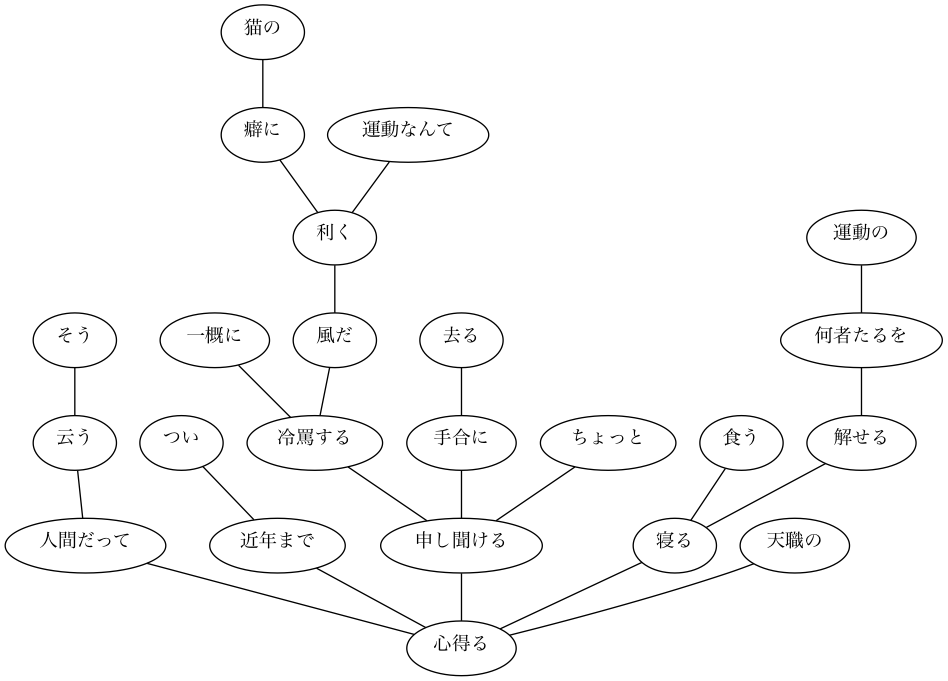 猫の
癖に
運動なんて
利く
運動の
そう
一概に
風だ
去る
何者たるを
云う
つい
冷罵する
手合に
ちょっと
食う
解せる
人間だって
近年まで
申し聞ける
寝る
天職の
心得る